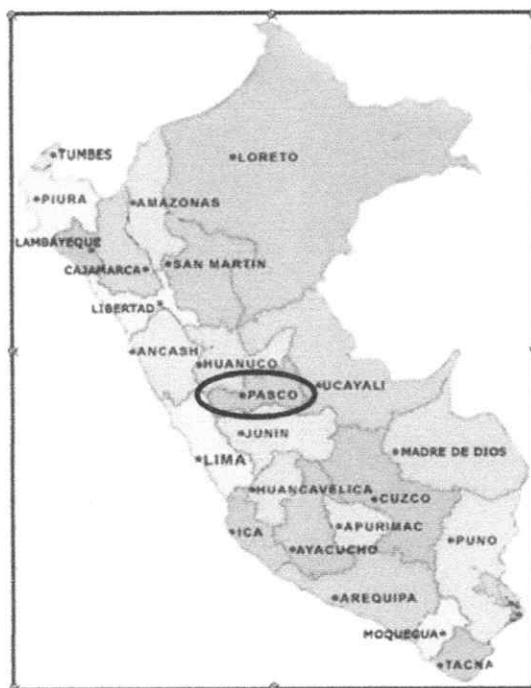 TUMBES
LORETO
PIURA
AMAZONAS
LAMBAYEQUE
CAJAMARCA
SAN MARTIN
LIBERTAD
ANCASH
HUANUCO
UCAYALI
PASCO
JUNIN
LIMA
MADRE DE DIOS
HUANCAVELICA
CUZCO
ICA
APURIMAC
PUNO
AYACUCHO
AREQUIPA
MOQUEGUA
TACNA